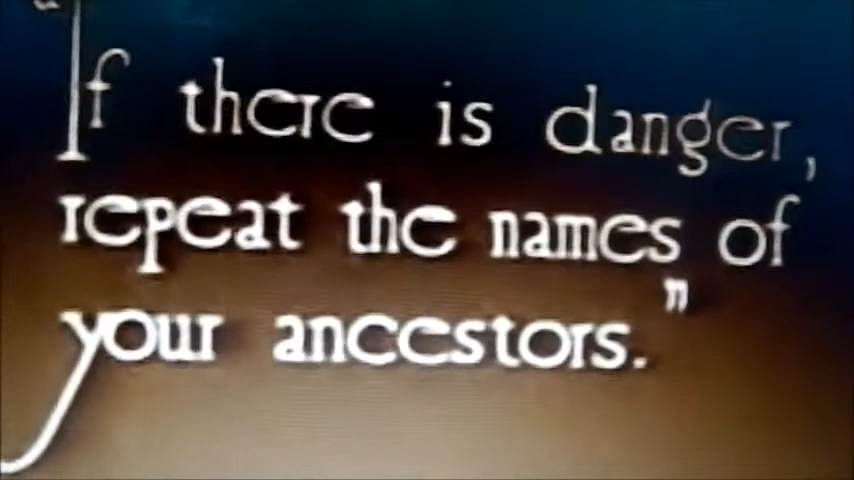 "If there is danger,
repeat the names of
your ancestors."